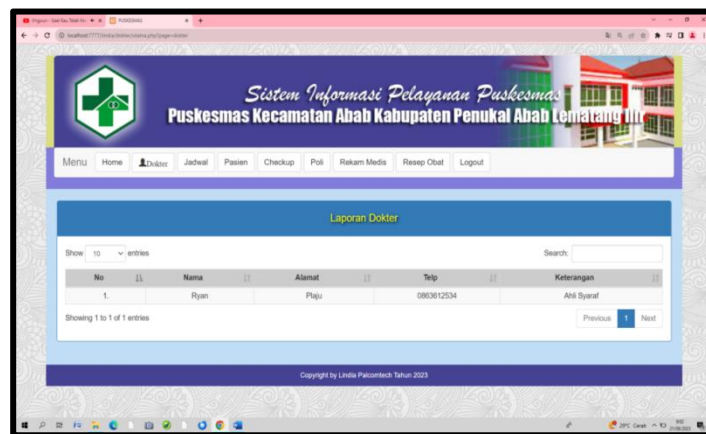 PUSKESMAS
Sistem Informasi Pelayanan Puskesmas
Puskesmas Kecamatan Abab Kabupaten Penukal Abab Lematang Ilir
Menu Home Dokter Jadwal Pasien Checkup Poli Rekam Medis Resep Obat Logout
Laporan Dokter
Show 10 entries Search:
No Nama Alamat Telp Keterangan
1. Ryan Plaju 0863612534 Ahli Syaraf
Showing 1 to 1 of 1 entries Previous 1 Next
Copyright by Lindia Palcomtech Tahun 2023